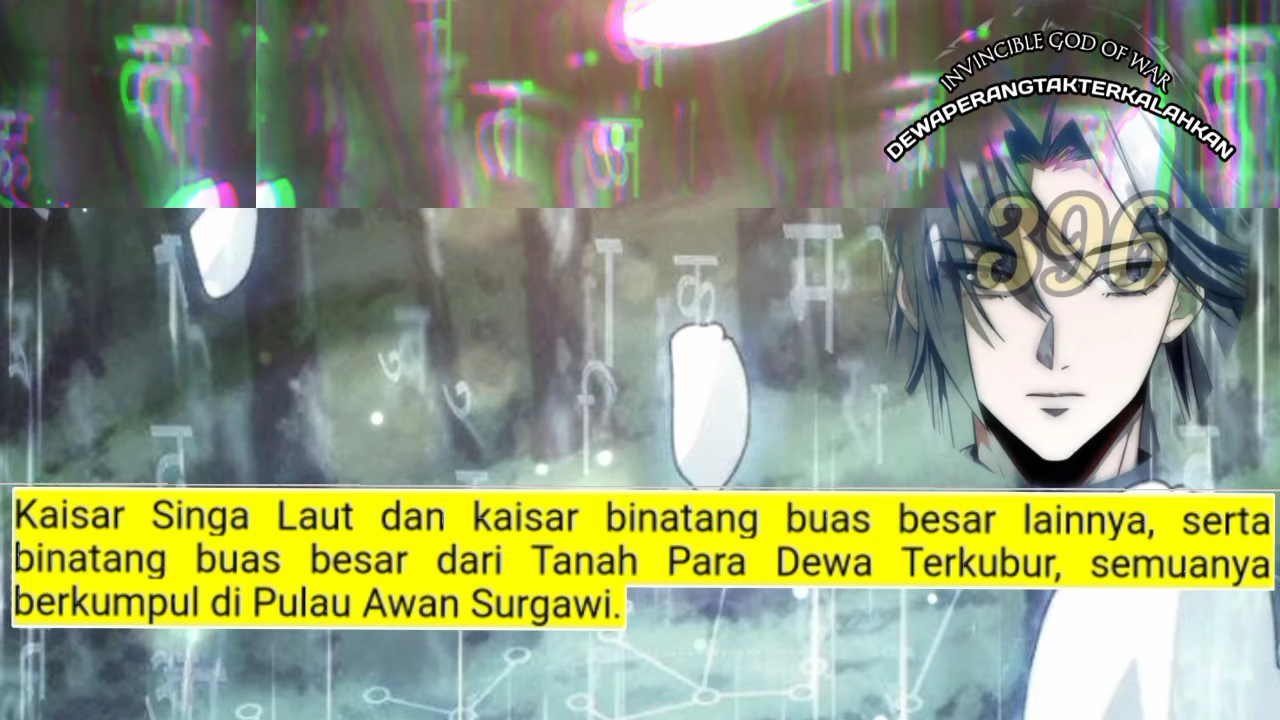 INVINCIBLE GOD OF WAR
DEWAPERANGTAKTERKALAHKAN
396
Kaisar Singa Laut dan kaisar binatang buas besar lainnya, serta
binatang buas besar dari Tanah Para Dewa Terkubur, semuanya
berkumpul di Pulau Awan Surgawi.